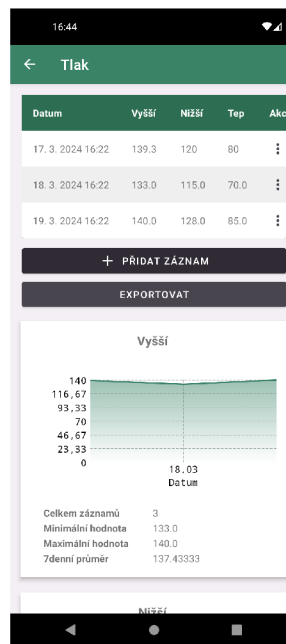 16:44
Tlak
Datum Vyšší Nižší Tep Akc
17. 3. 2024 16:22 139.3 120 80
18. 3. 2024 16:22 133.0 115.0 70.0
19. 3. 2024 16:22 140.0 128.0 85.0
+ PŘIDAT ZÁZNAM
EXPORTOVAT
Vyšší
140
116,67
93,33
70
46,67
23,33
0
18.03
Datum
Celkem záznamů 3
Minimální hodnota 133.0
Maximální hodnota 140.0
7denní průměr 137.43333
Nižší